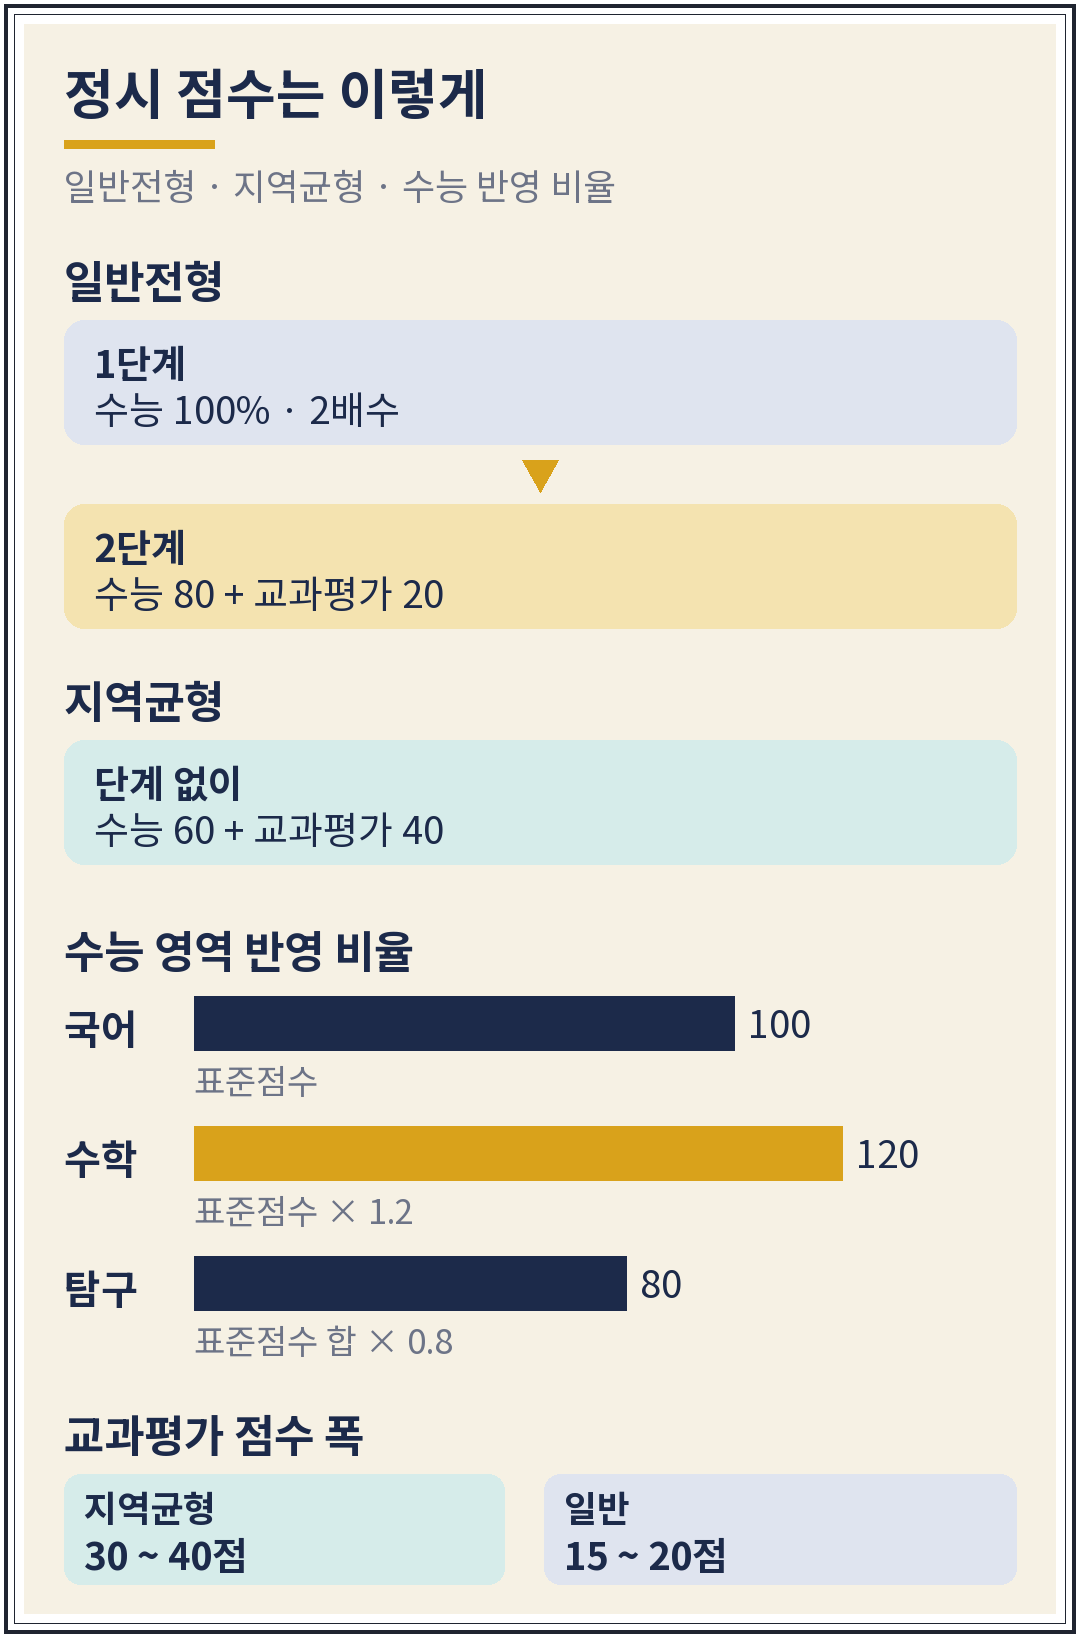 정시 점수는 이렇게
일반전형 · 지역균형 · 수능 반영 비율
일반전형
1단계
수능 100% · 2배수
2단계
수능 80 + 교과평가 20
지역균형
단계 없이
수능 60 + 교과평가 40
수능 영역 반영 비율
국어 100
표준점수
수학 120
표준점수 × 1.2
탐구 80
표준점수 합 × 0.8
교과평가 점수 폭
지역균형
30 ~ 40점
일반
15 ~ 20점